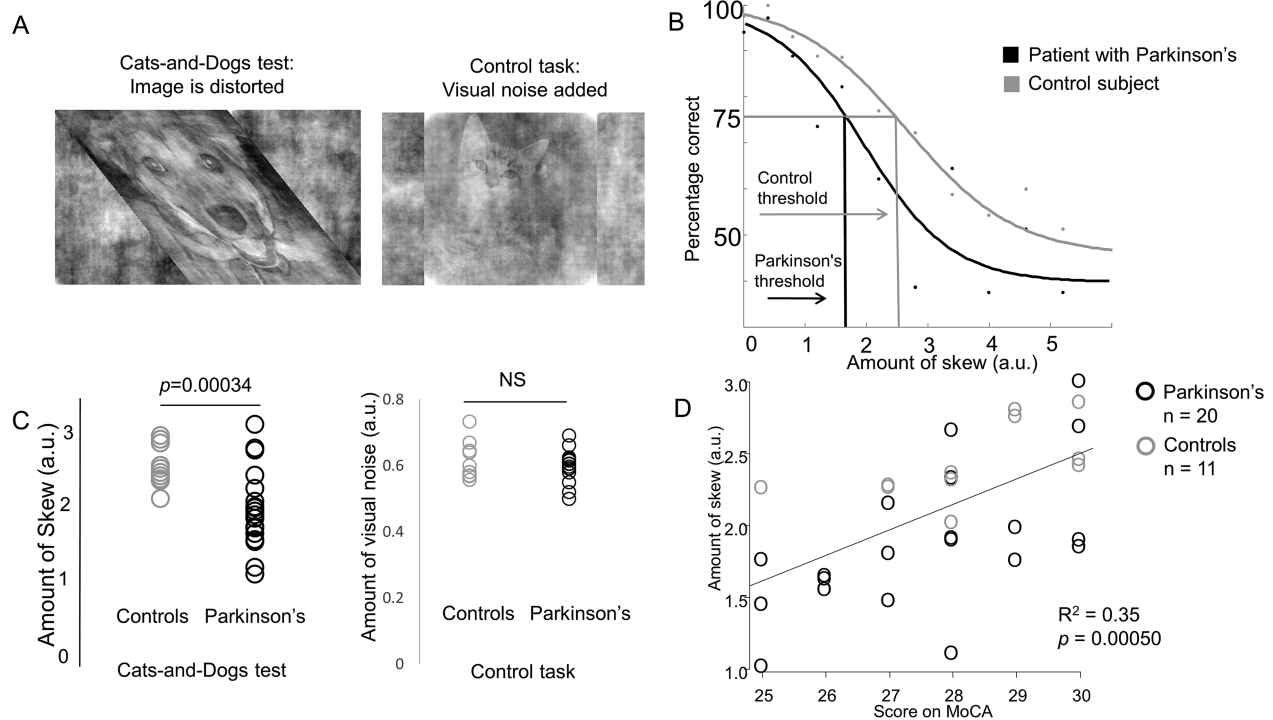 A
Cats-and-Dogs test:
Image is distorted
Control task:
Visual noise added
B
100
75
50
Percentage correct
Patient with Parkinson's
Control subject
Control
threshold
Parkinson's
threshold
0 1 2 3 4 5
Amount of skew (a.u.)
C
p=0.00034
3
2
1
0
Amount of Skew (a.u.)
Controls Parkinson's
Cats-and-Dogs test
NS
0.8
0.6
0.4
0.2
0
Amount of visual noise (a.u.)
Controls Parkinson's
Control task
D
3.0
2.5
2.0
1.5
1.0
Amount of skew (a.u.)
Parkinson's
n = 20
Controls
n = 11
R² = 0.35
p = 0.00050
25 26 27 28 29 30
Score on MoCA